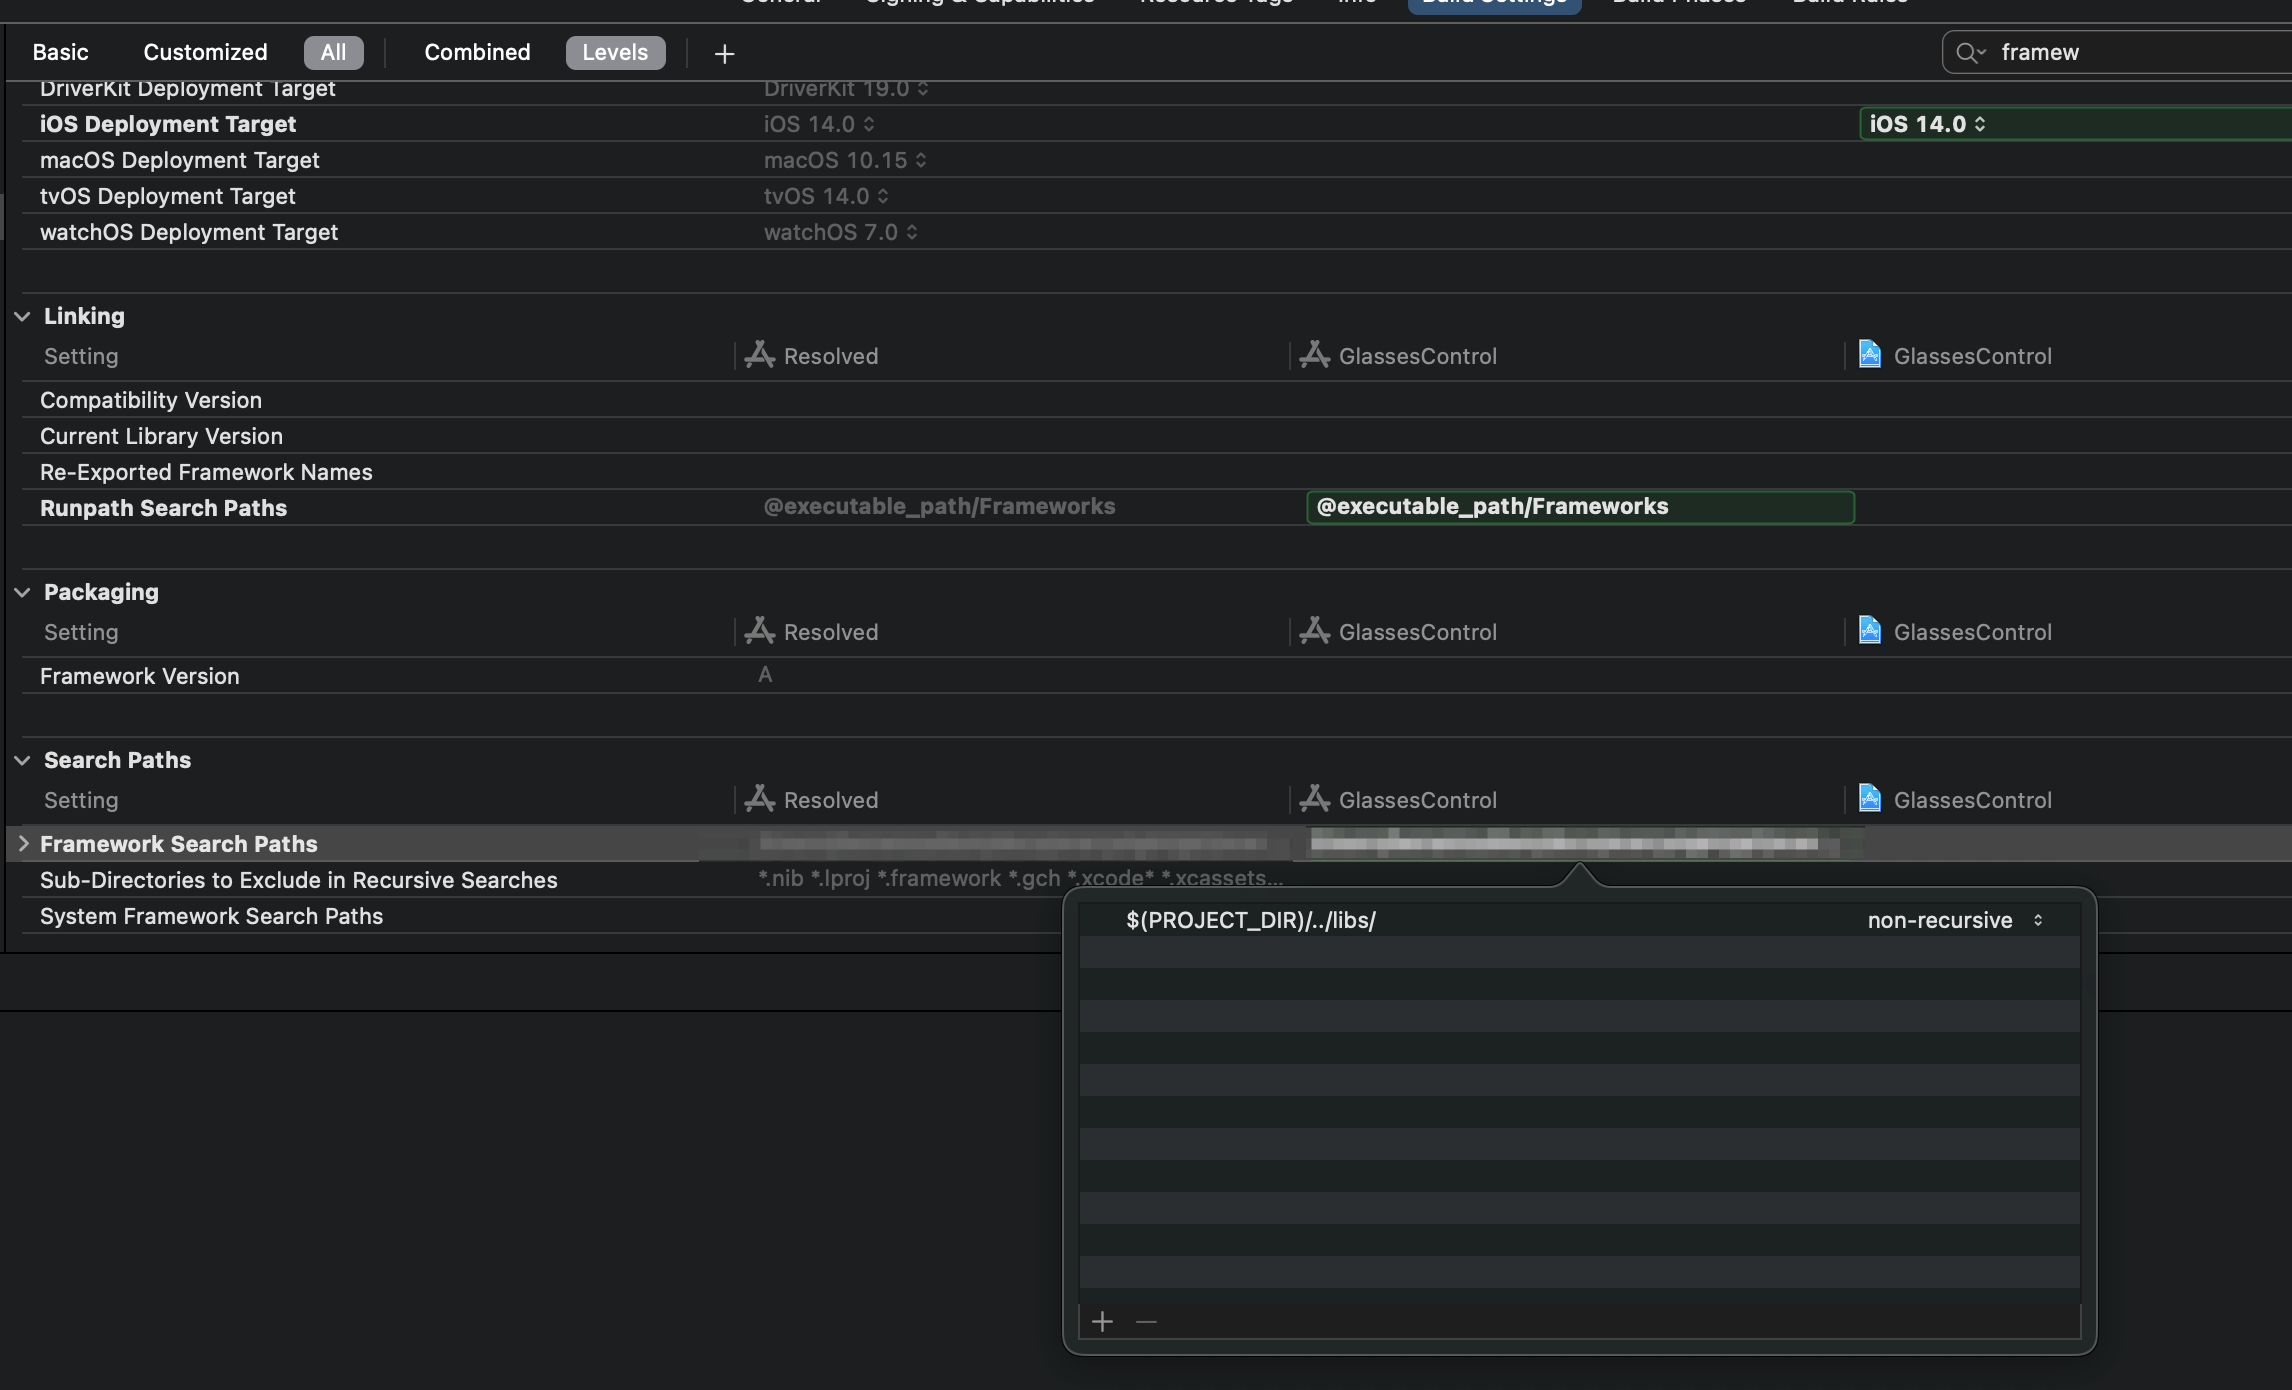 Basic Customized All Combined Levels + framew
DriverKit Deployment Target DriverKit 19.0
iOS Deployment Target iOS 14.0 iOS 14.0
macOS Deployment Target macOS 10.15
tvOS Deployment Target tvOS 14.0
watchOS Deployment Target watchOS 7.0
Linking
Setting Resolved GlassesControl GlassesControl
Compatibility Version
Current Library Version
Re-Exported Framework Names
Runpath Search Paths @executable_path/Frameworks @executable_path/Frameworks
Packaging
Setting Resolved GlassesControl GlassesControl
Framework Version A
Search Paths
Setting Resolved GlassesControl GlassesControl
Framework Search Paths
Sub-Directories to Exclude in Recursive Searches *.nib *.lproj *.framework *.gch *.xcode* *.xcassets...
System Framework Search Paths
$(PROJECT_DIR)/../libs/ non-recursive